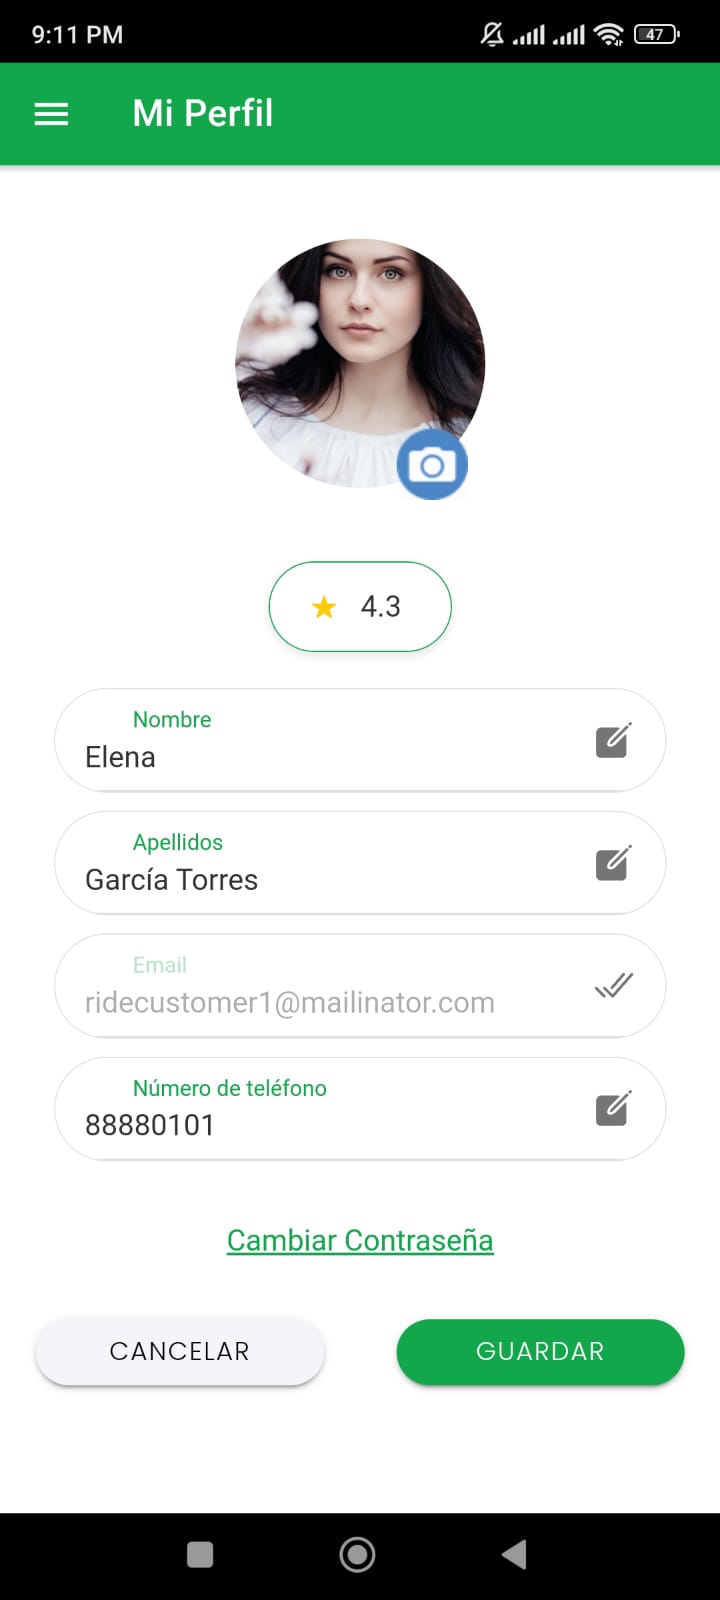 9:11 PM
47
Mi Perfil
4.3
Nombre
Elena
Apellidos
García Torres
Email
ridecustomer1@mailinator.com
Número de teléfono
88880101
Cambiar Contraseña
CANCELAR
GUARDAR